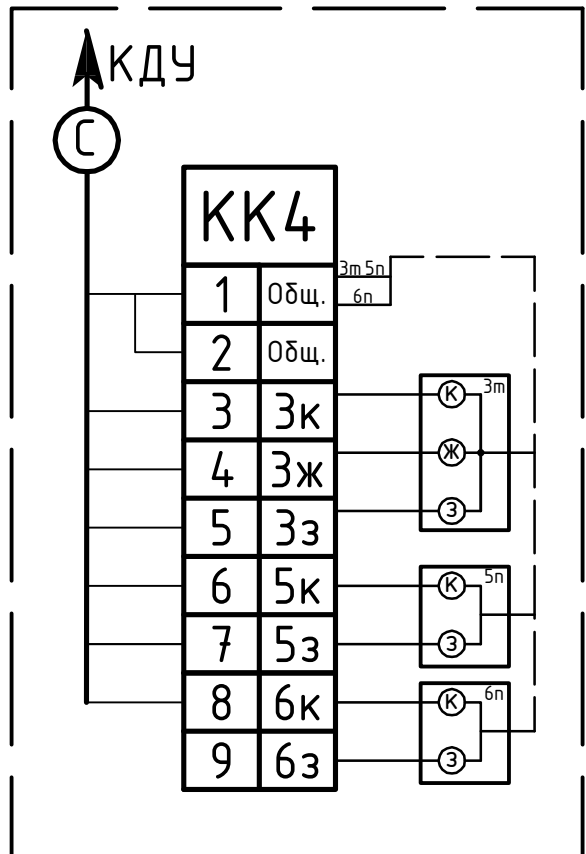 КДУ
С
КК4
1 Общ. 3т 5п
6п
2 Общ.
3 3к К 3т
4 3ж Ж
5 3з З
6 5к К 5п
7 5з З
8 6к К 6п
9 6з З